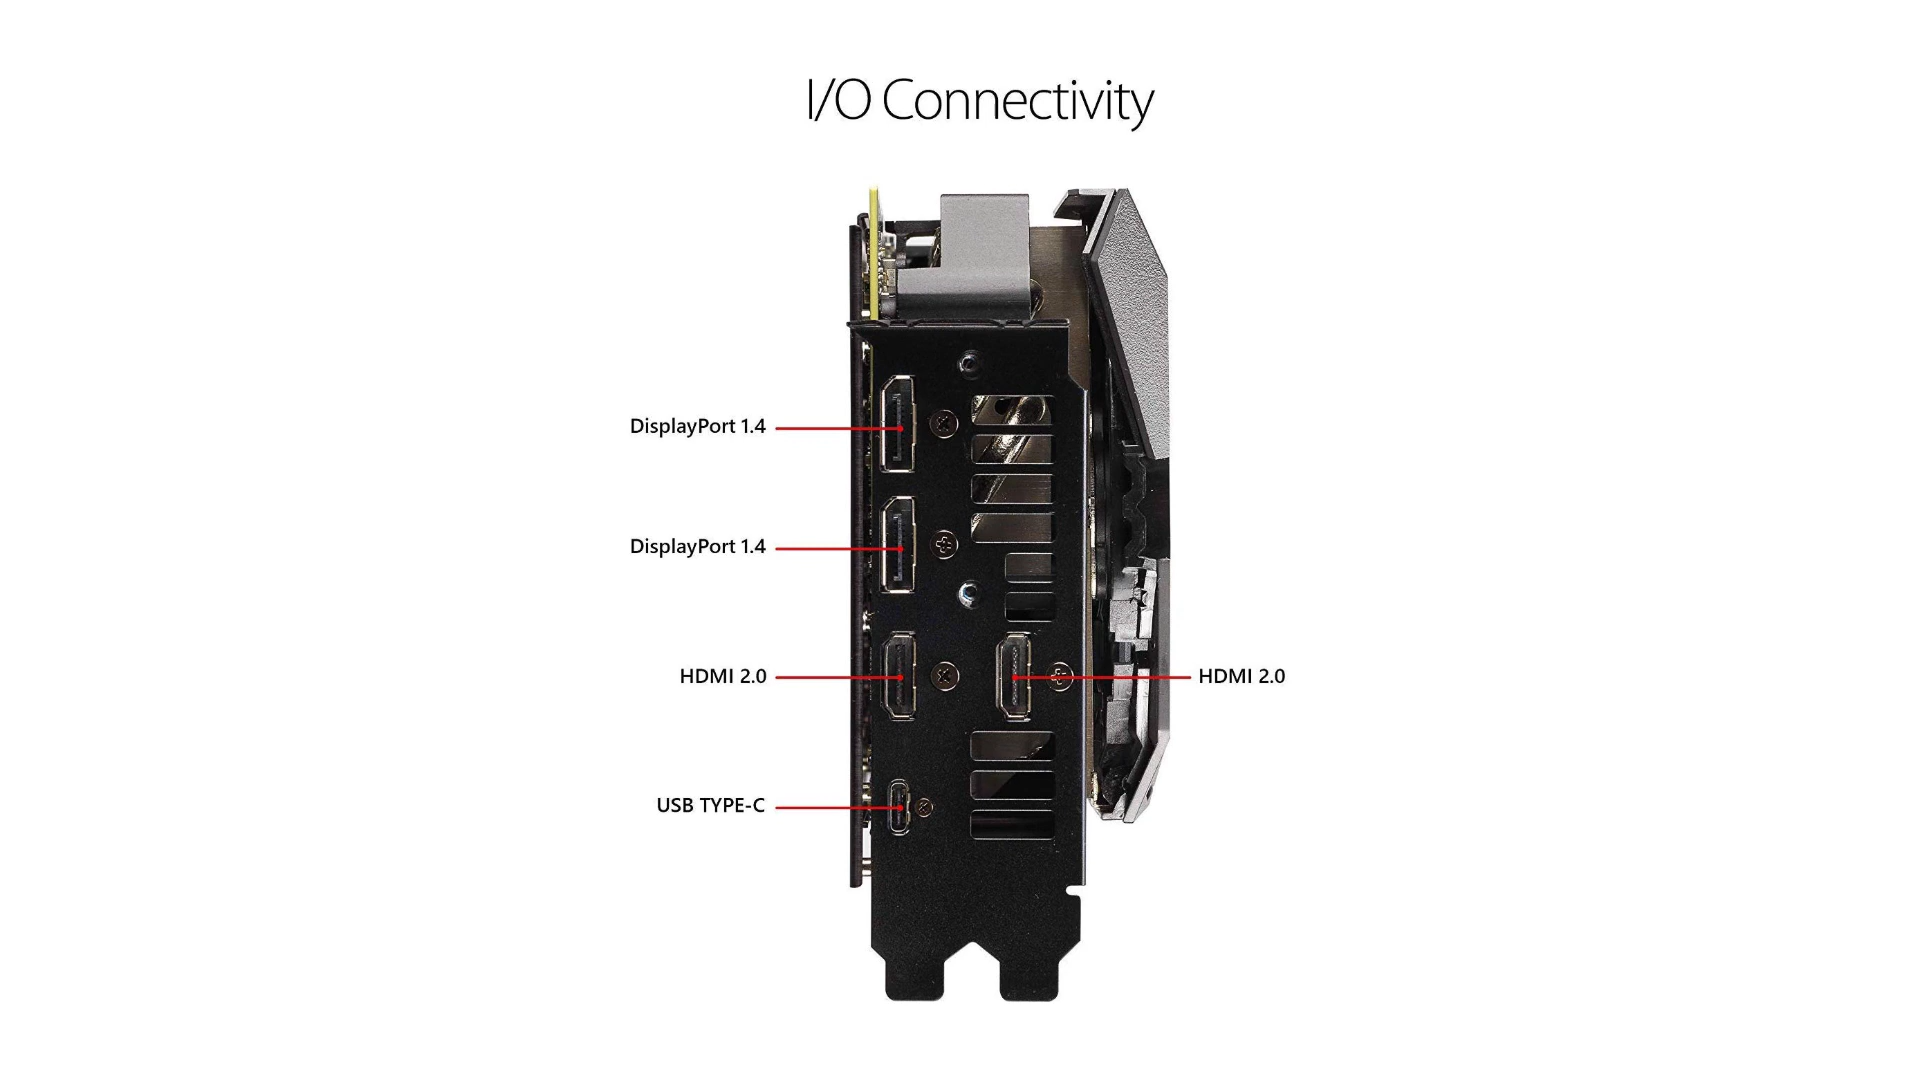 I/O Connectivity
DisplayPort 1.4
DisplayPort 1.4
HDMI 2.0
HDMI 2.0
USB TYPE-C